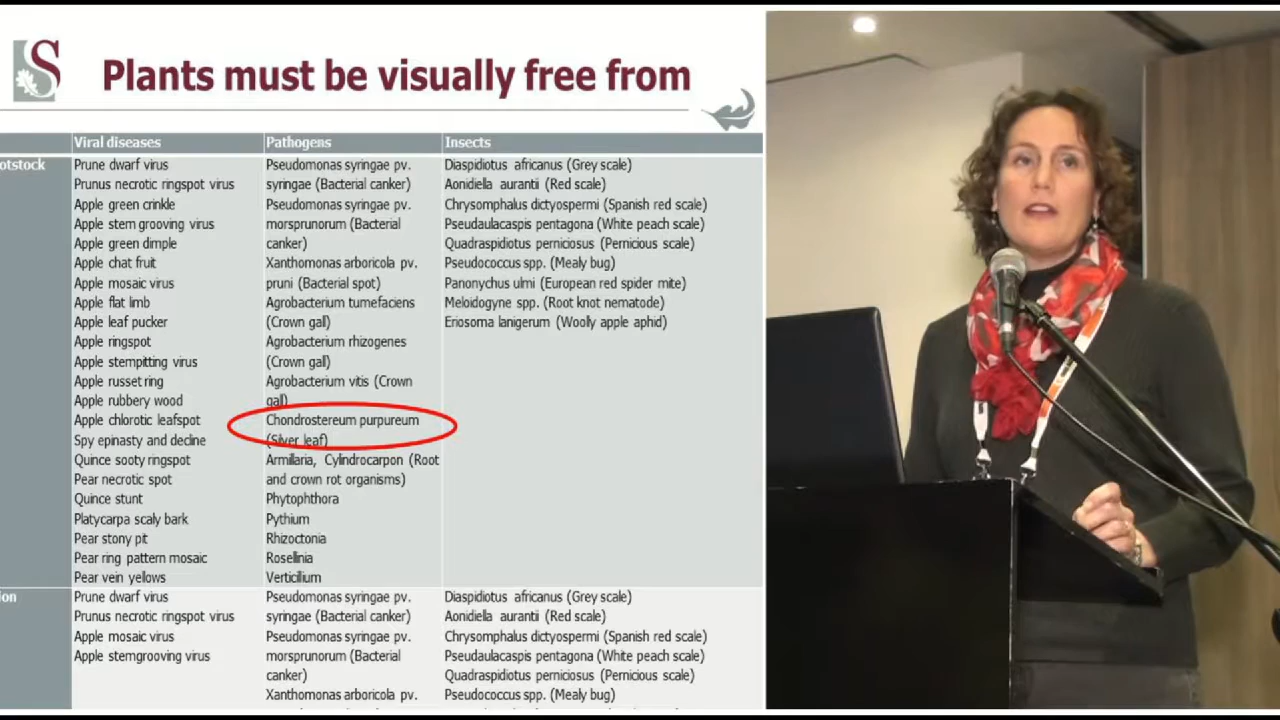 S
Plants must be visually free from
Viral diseases Pathogens Insects
otstock
Prune dwarf virus
Prunus necrotic ringspot virus
Apple green crinkle
Apple stem grooving virus
Apple green dimple
Apple chat fruit
Apple mosaic virus
Apple flat limb
Apple leaf pucker
Apple ringspot
Apple stempitting virus
Apple russet ring
Apple rubbery wood
Apple chlorotic leafspot
Spy epinasty and decline
Quince sooty ringspot
Pear necrotic spot
Quince stunt
Platycarpa scaly bark
Pear stony pit
Pear ring pattern mosaic
Pear vein yellows
Pseudomonas syringae pv.
syringae (Bacterial canker)
Pseudomonas syringae pv.
morsprunorum (Bacterial
canker)
Xanthomonas arboricola pv.
pruni (Bacterial spot)
Agrobacterium tumefaciens
(Crown gall)
Agrobacterium rhizogenes
(Crown gall)
Agrobacterium vitis (Crown
gall)
Chondrostereum purpureum
(Silver leaf)
Armillaria, Cylindrocarpon (Root
and crown rot organisms)
Phytophthora
Pythium
Rhizoctonia
Rosellinia
Verticillium
Diaspidiotus africanus (Grey scale)
Aonidiella aurantii (Red scale)
Chrysomphalus dictyospermi (Spanish red scale)
Pseudaulacaspis pentagona (White peach scale)
Quadraspidiotus perniciosus (Pernicious scale)
Pseudococcus spp. (Mealy bug)
Panonychus ulmi (European red spider mite)
Meloidogyne spp. (Root knot nematode)
Eriosoma lanigerum (Woolly apple aphid)
ion
Prune dwarf virus
Prunus necrotic ringspot virus
Apple mosaic virus
Apple stemgrooving virus
Pseudomonas syringae pv.
syringae (Bacterial canker)
Pseudomonas syringae pv.
morsprunorum (Bacterial
canker)
Xanthomonas arboricola pv.
Diaspidiotus africanus (Grey scale)
Aonidiella aurantii (Red scale)
Chrysomphalus dictyospermi (Spanish red scale)
Pseudaulacaspis pentagona (White peach scale)
Quadraspidiotus perniciosus (Pernicious scale)
Pseudococcus spp. (Mealy bug)